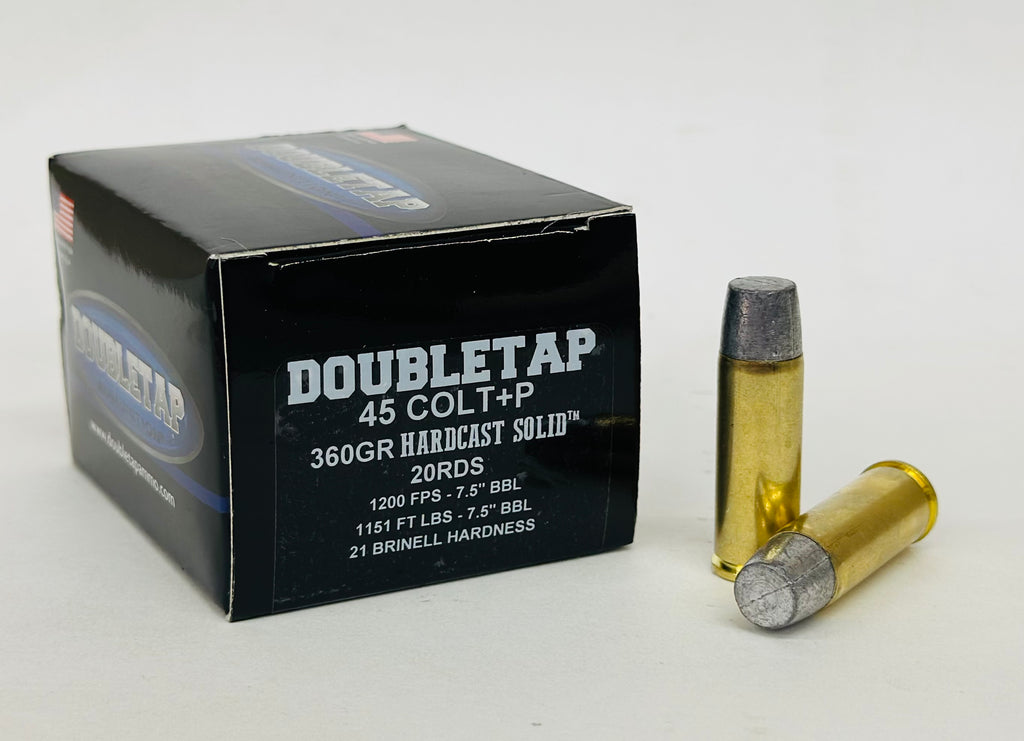 DOUBLETAP
DOUBLETAP
www.doubletapammo.com
DOUBLETAP
45 COLT+P
360GR HARDCAST SOLID™
20RDS
1200 FPS - 7.5" BBL
1151 FT LBS - 7.5" BBL
21 BRINELL HARDNESS